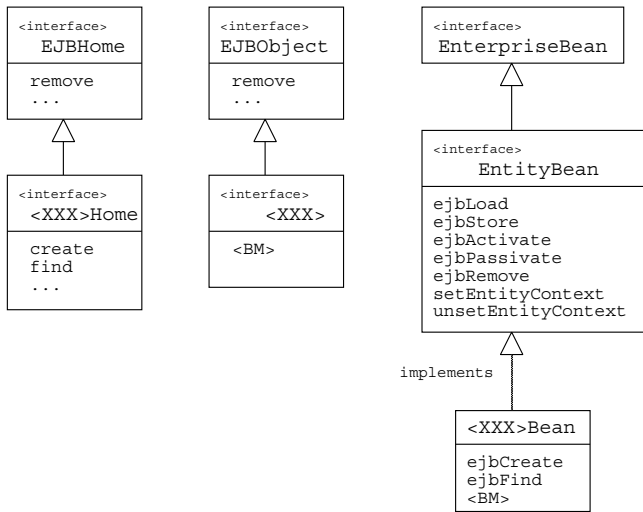 <interface>
EJBHome
remove
...
<interface>
<XXX>Home
create
find
...
<interface>
EJBObject
remove
...
<interface>
<XXX>
<BM>
<interface>
EnterpriseBean
<interface>
EntityBean
ejbLoad
ejbStore
ejbActivate
ejbPassivate
ejbRemove
setEntityContext
unsetEntityContext
implements
<XXX>Bean
ejbCreate
ejbFind
<BM>